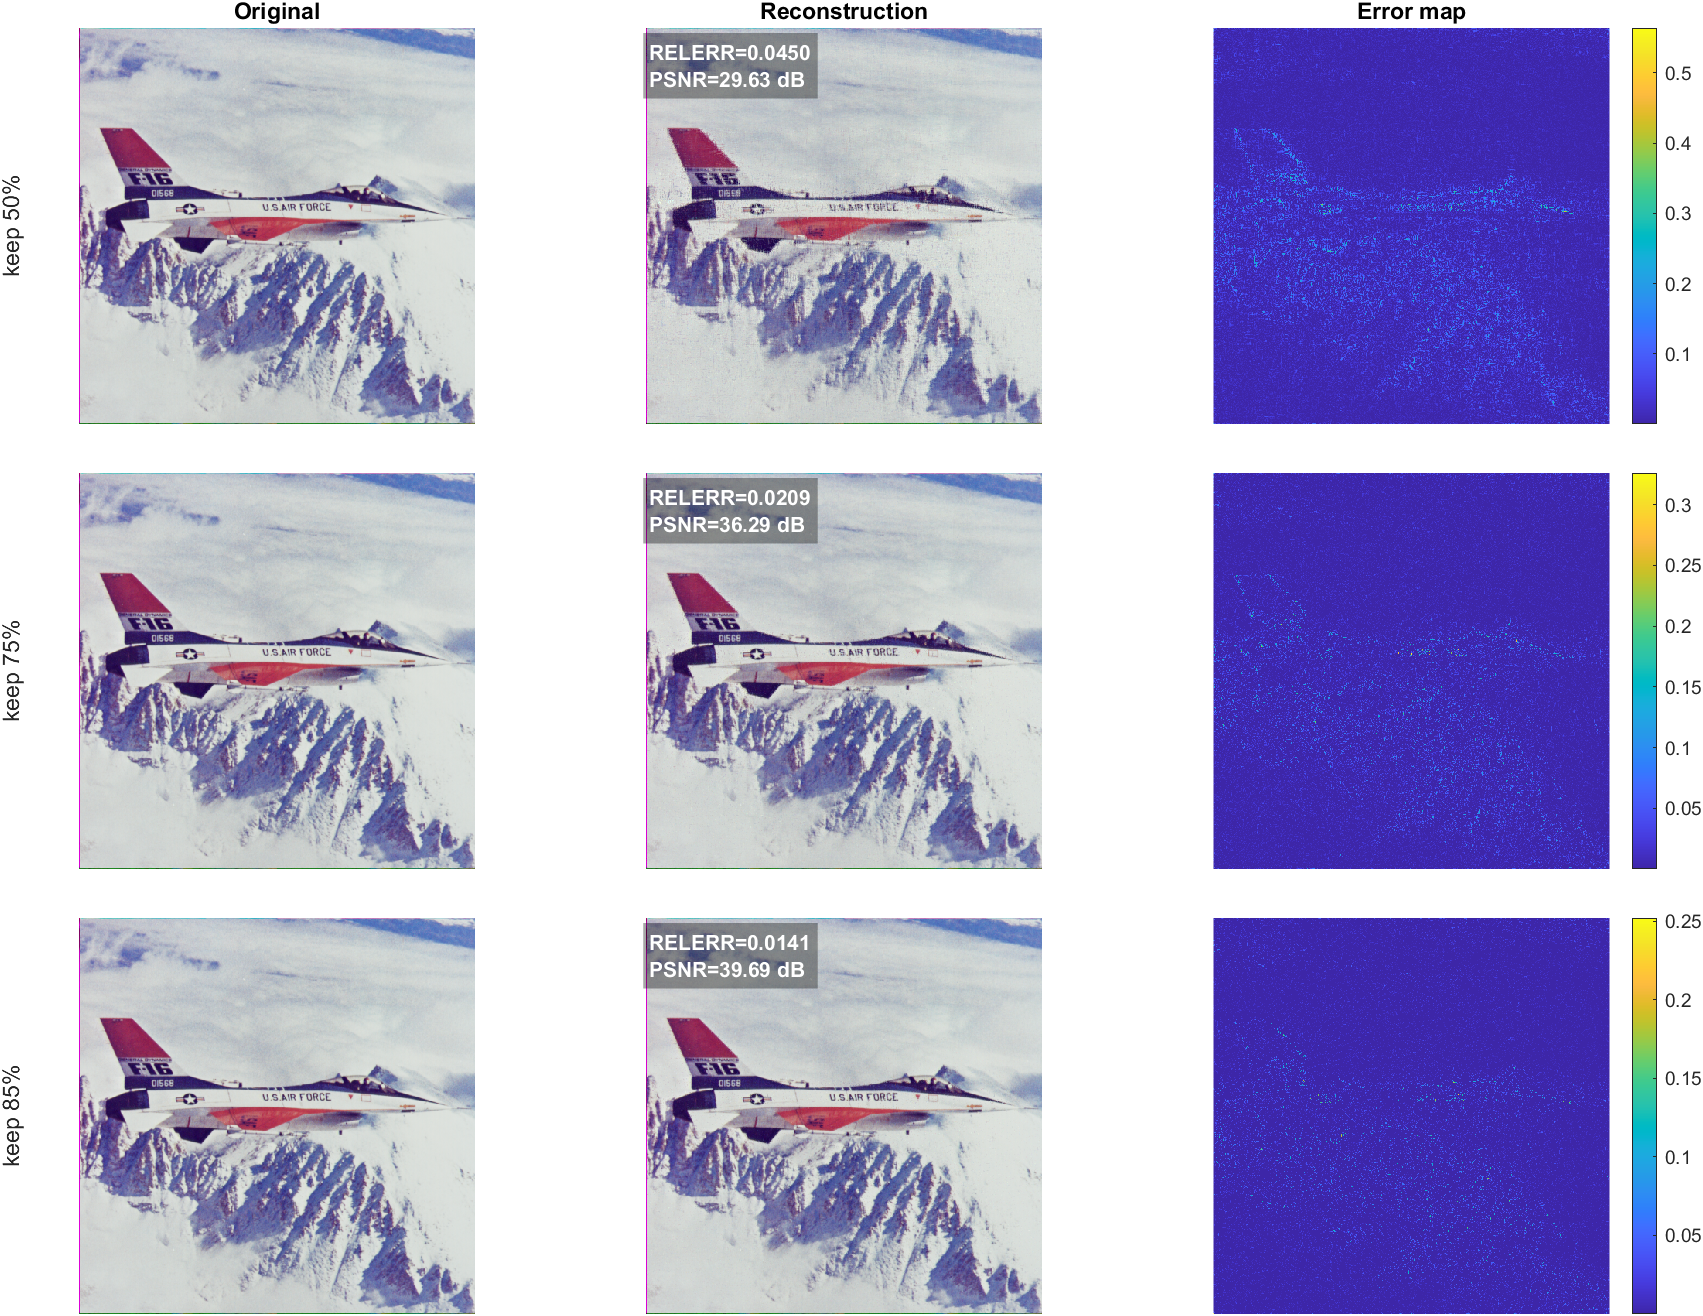 Original
Reconstruction
Error map
keep 50%
F-16
01568
U.S.AIR FORCE
RELERR=0.0450
PSNR=29.63 dB
U.S.AIR FORCE
0.5
0.4
0.3
0.2
0.1
keep 75%
F-16
01568
U.S.AIR FORCE
RELERR=0.0209
PSNR=36.29 dB
F-16
01568
U.S.AIR FORCE
0.3
0.25
0.2
0.15
0.1
0.05
keep 85%
F-16
01568
U.S.AIR FORCE
RELERR=0.0141
PSNR=39.69 dB
F-16
01568
U.S.AIR FORCE
0.25
0.2
0.15
0.1
0.05